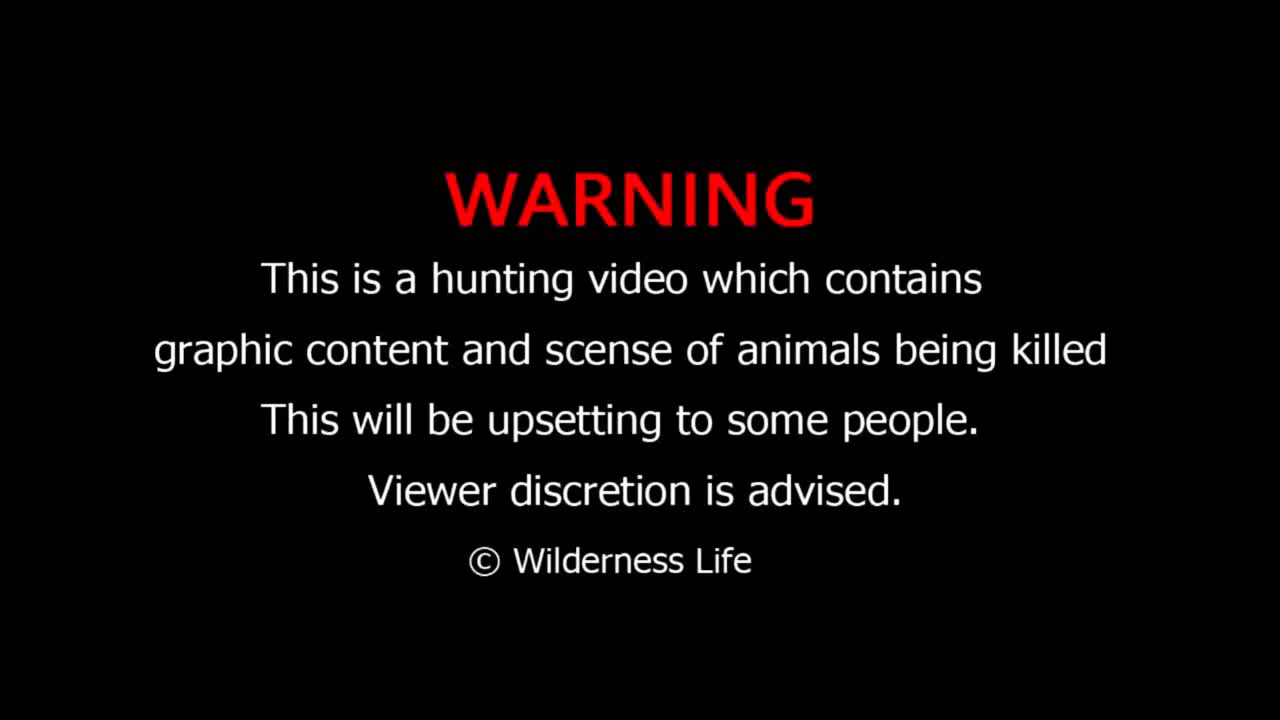 WARNING
This is a hunting video which contains
graphic content and scense of animals being killed
This will be upsetting to some people.
Viewer discretion is advised.
© Wilderness Life